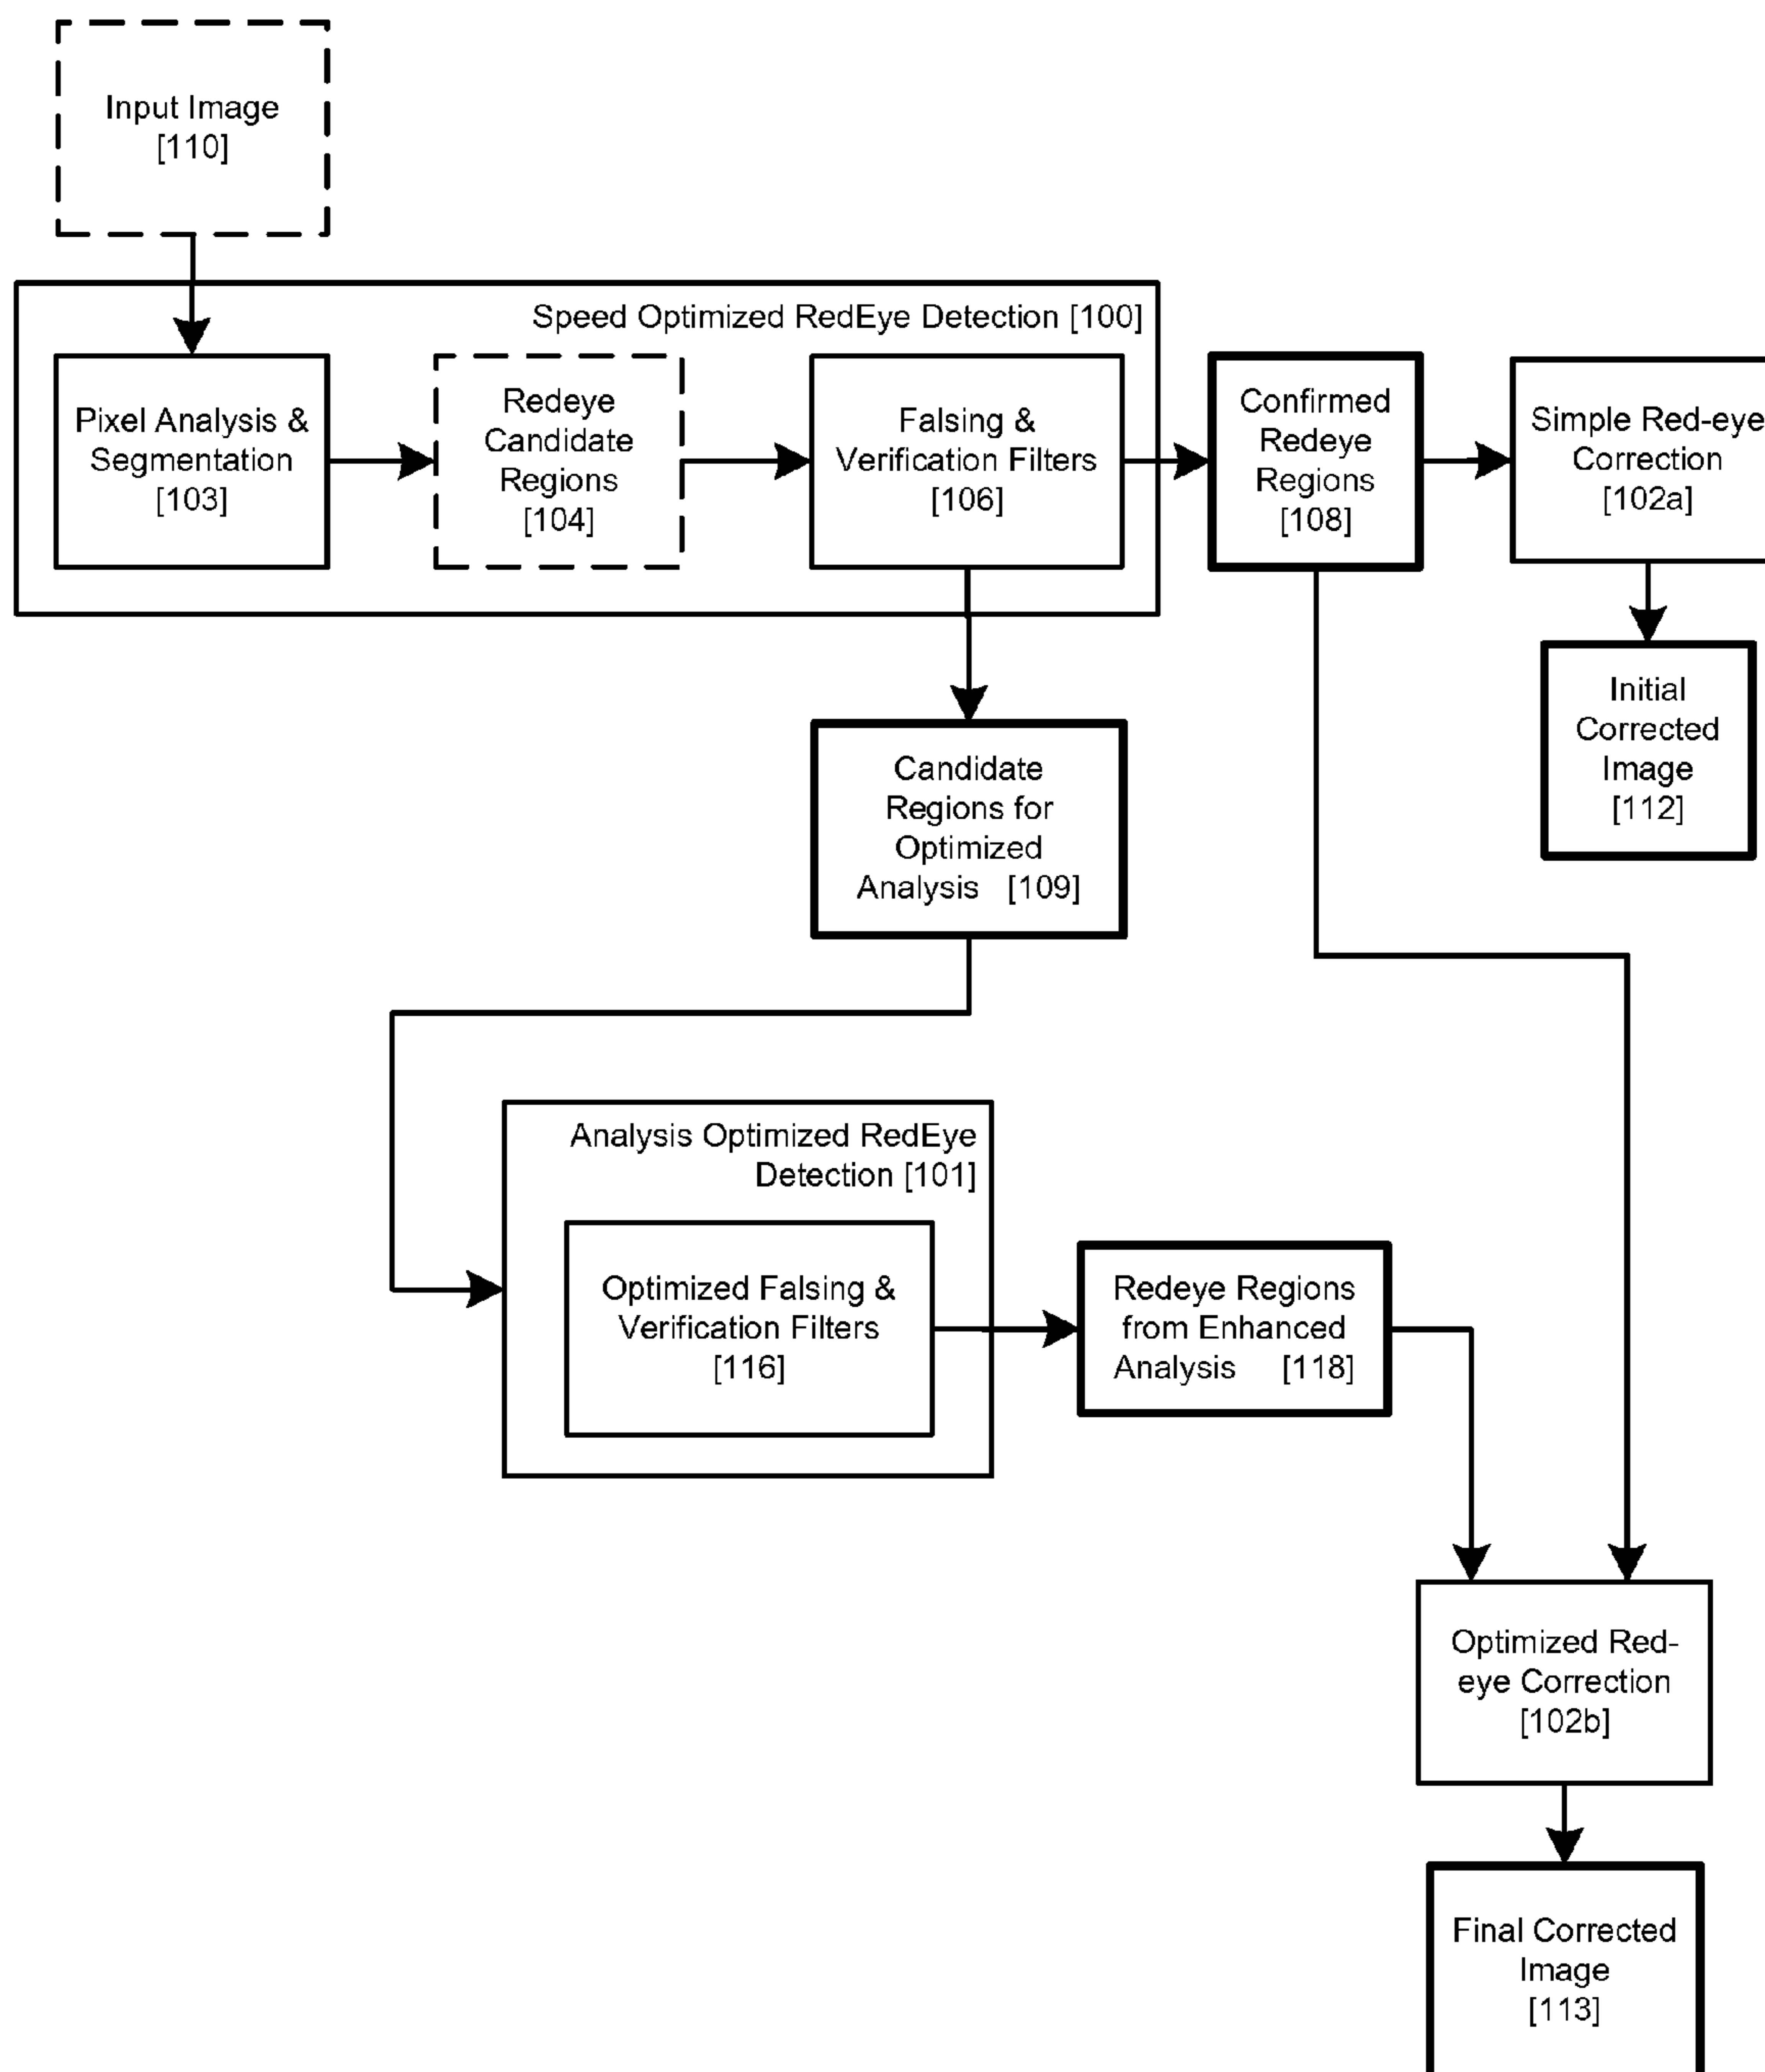 Input Image
[110]
Speed Optimized RedEye Detection [100]
Pixel Analysis &
Segmentation
[103]
Redeye
Candidate
Regions
[104]
Falsing &
Verification Filters
[106]
Confirmed
Redeye
Regions
[108]
Simple Red-eye
Correction
[102a]
Initial
Corrected
Image
[112]
Candidate
Regions for
Optimized
Analysis [109]
Analysis Optimized RedEye
Detection [101]
Optimized Falsing &
Verification Filters
[116]
Redeye Regions
from Enhanced
Analysis [118]
Optimized Red-
eye Correction
[102b]
Final Corrected
Image
[113]